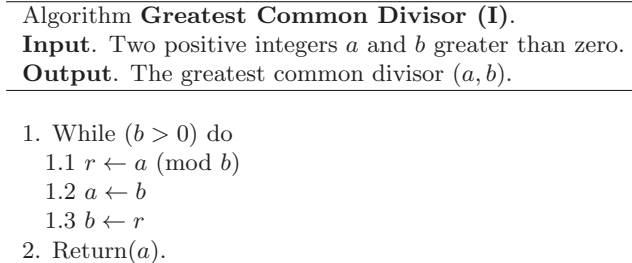 Algorithm Greatest Common Divisor (I).
Input. Two positive integers a and b greater than zero.
Output. The greatest common divisor (a, b).
1. While (b > 0) do
1.1 r ← a (mod b)
1.2 a ← b
1.3 b ← r
2. Return(a).